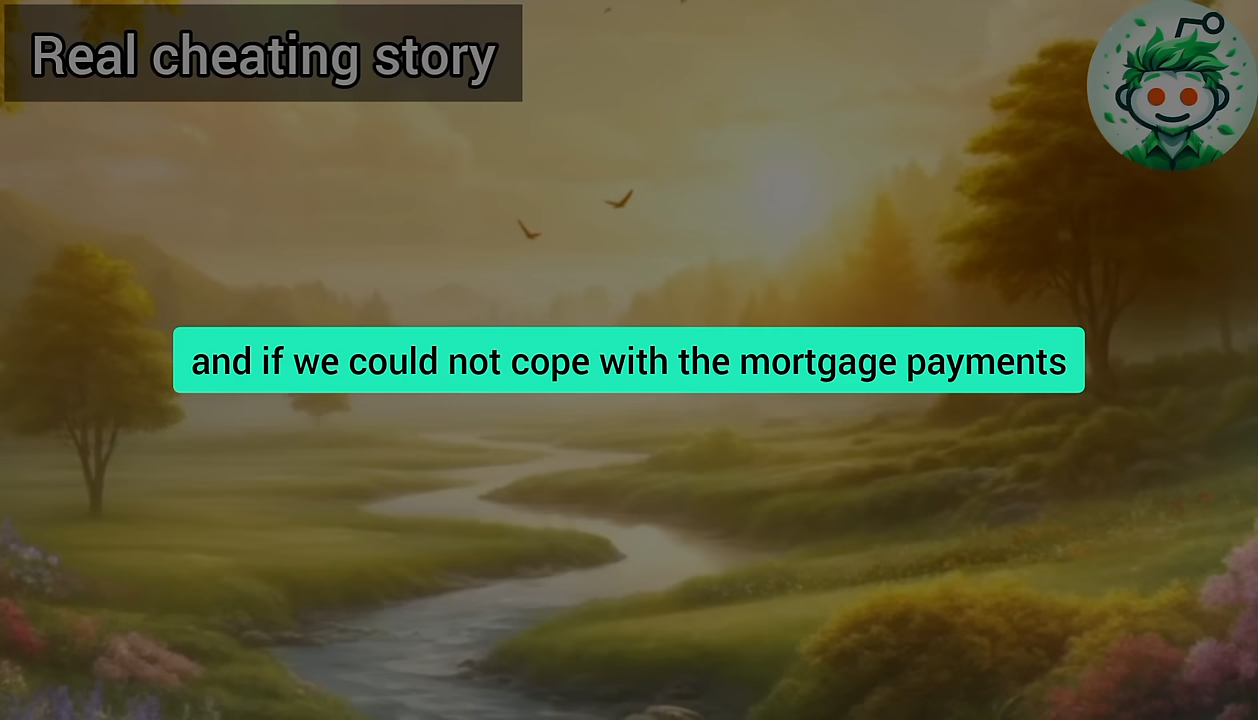 Real cheating story
and if we could not cope with the mortgage payments